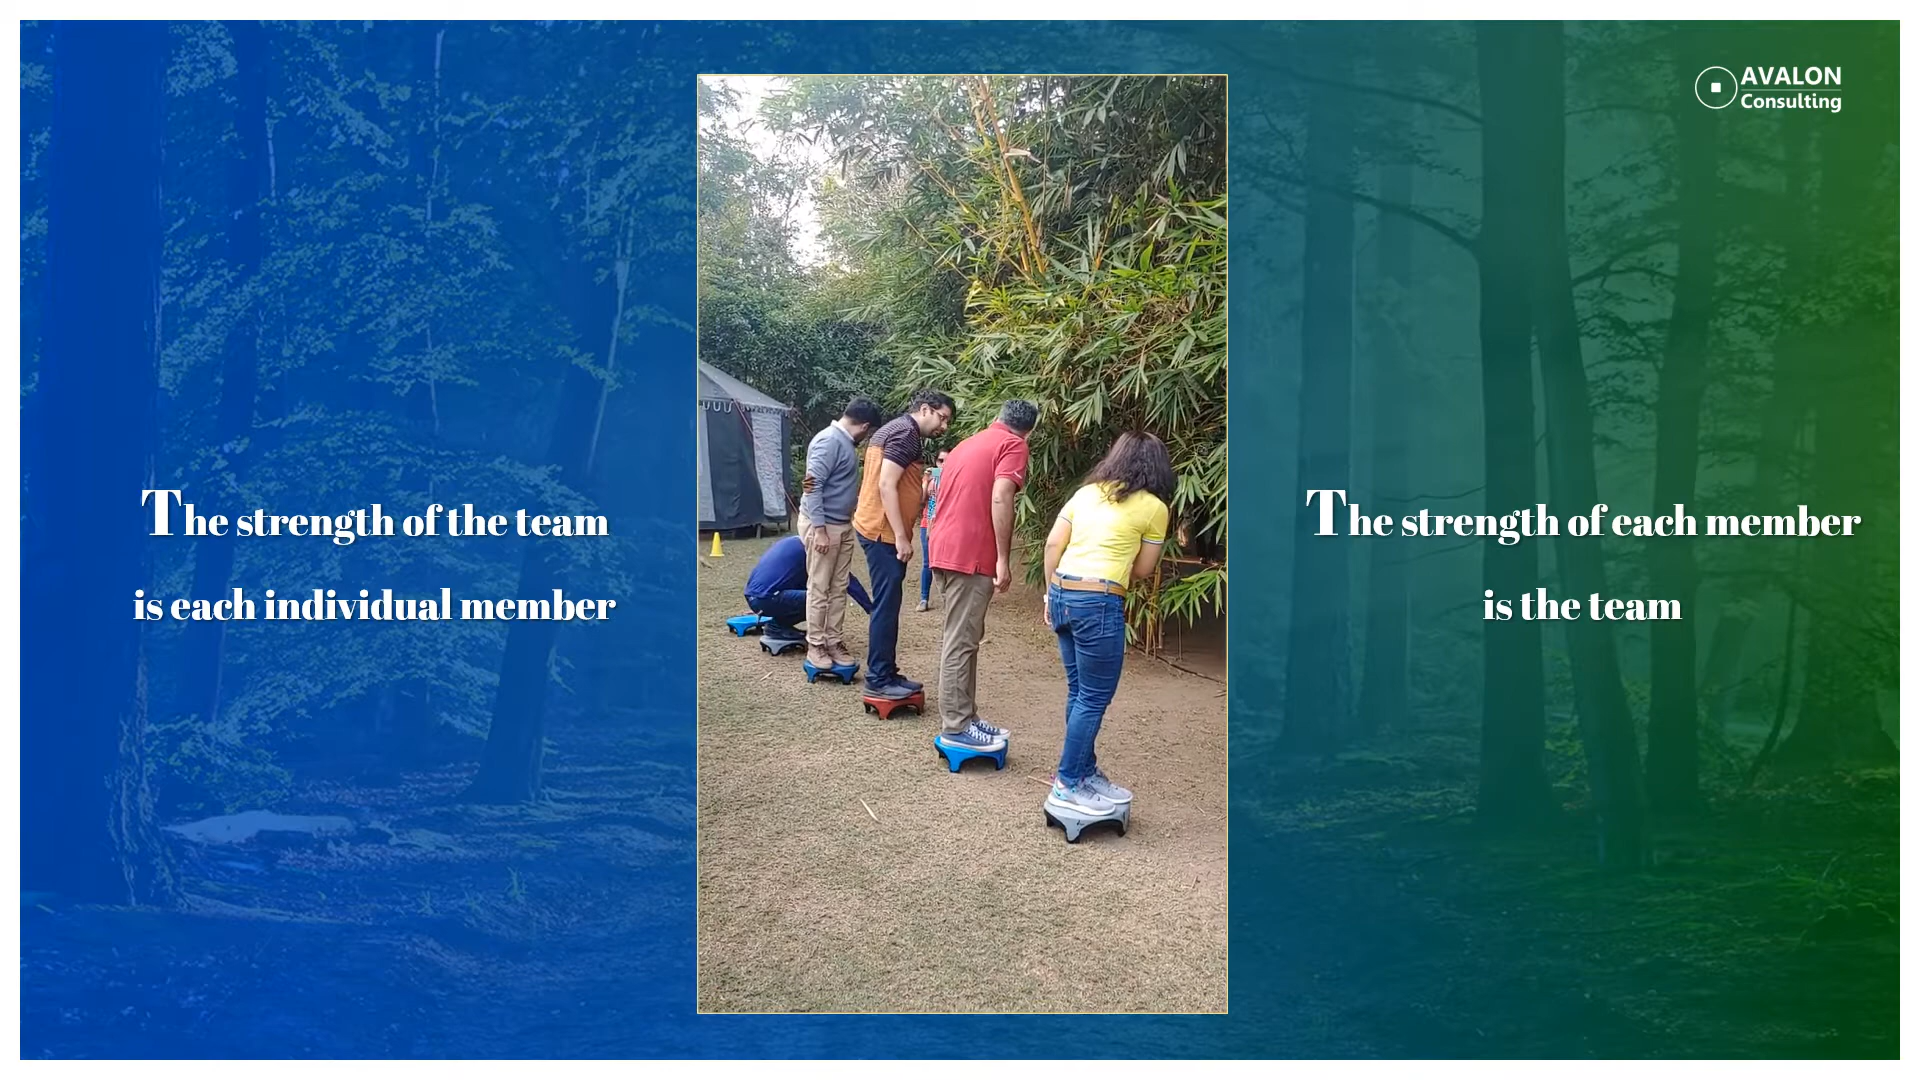 AVALON
Consulting
The strength of the team
is each individual member
The strength of each member
is the team